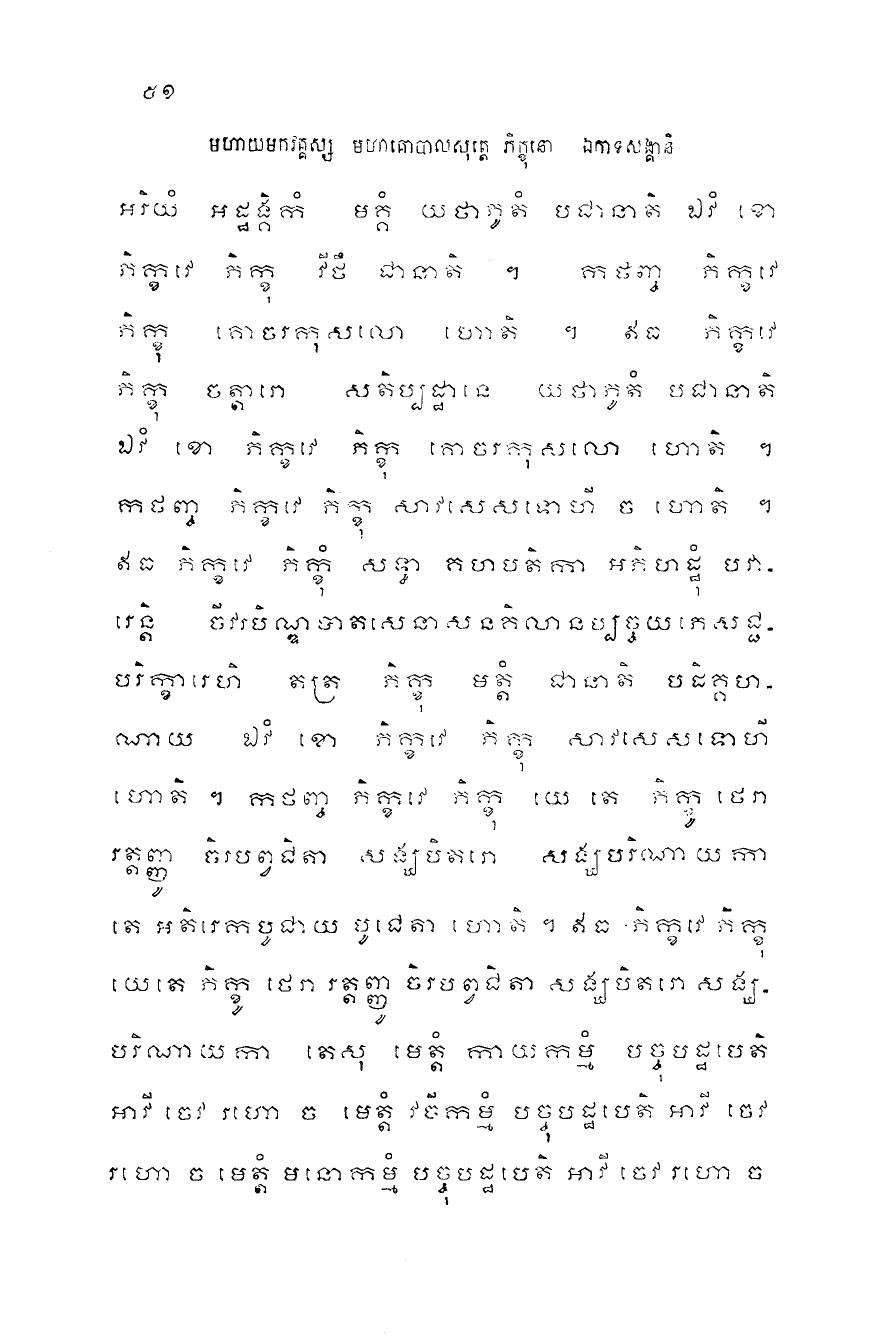 ៥១
មហាយមកវគ្គស្ស មហាគោបាលសុត្តេ ភិក្ខុនោ ឯកាទសង្គានិ
អរិយំ អដ្ឋង្គិកំ មគ្គំ យថាភូតំ បជានាតិ ឯវំ ខោ
ភិក្ខវេ ភិក្ខុ វីថឹ ជានាតិ ។ កថញ្ច ភិក្ខវេ
ភិក្ខុ គោចរកុសលោ ហោតិ ។ ឥធ ភិក្ខវេ
ភិក្ខុ ចត្តារោ សតិប្បដ្ឋានេ យថាភូតំ បជានាតិ
ឯវំ ខោ ភិក្ខវេ ភិក្ខុ គោចរកុសលោ ហោតិ ។
កថញ្ច ភិក្ខវេ ភិក្ខុ សាវសេសទោហី ច ហោតិ ។
ឥធ ភិក្ខវេ ភិក្ខុំ សទ្ធា គហបតិកា អភិហដ្ឋុំ បវា-
រេន្តិ ចីវរបិណ្ឌបាតសេនាសនគិលានប្បច្ចយភេសជ្ជ-
បរិក្ខារេហិ តត្រ ភិក្ខុ មត្តំ ជានាតិ បដិគ្គហ-
ណាយ ឯវំ ខោ ភិក្ខវេ ភិក្ខុ សាវសេសទោហី
ហោតិ ។ កថញ្ច ភិក្ខវេ ភិក្ខុ យេ តេ ភិក្ខូ ថេរា
រត្តញ្ញូ ចិរបព្វជិតា សង្ឃបិតរោ សង្ឃបរិណាយកា
តេ អតិរេកបូជាយ បូជេតា ហោតិ ។ ឥធ ភិក្ខវេ ភិក្ខុ
យេតេ ភិក្ខូ ថេរា រត្តញ្ញូ ចិរបព្វជិតា សង្ឃបិតរោ សង្ឃ-
បរិណាយកា តេសុ មេត្តំ កាយកម្មំ បច្ចុបដ្ឋបេតិ
អាវី ចេវ រហោ ច មេត្តំ វចីកម្មំ បច្ចុបដ្ឋបេតិ អាវី ចេវ
រហោ ច មេត្តំ មនោកម្មំ បច្ចុបដ្ឋបេតិ អាវី ចេវ រហោ ច